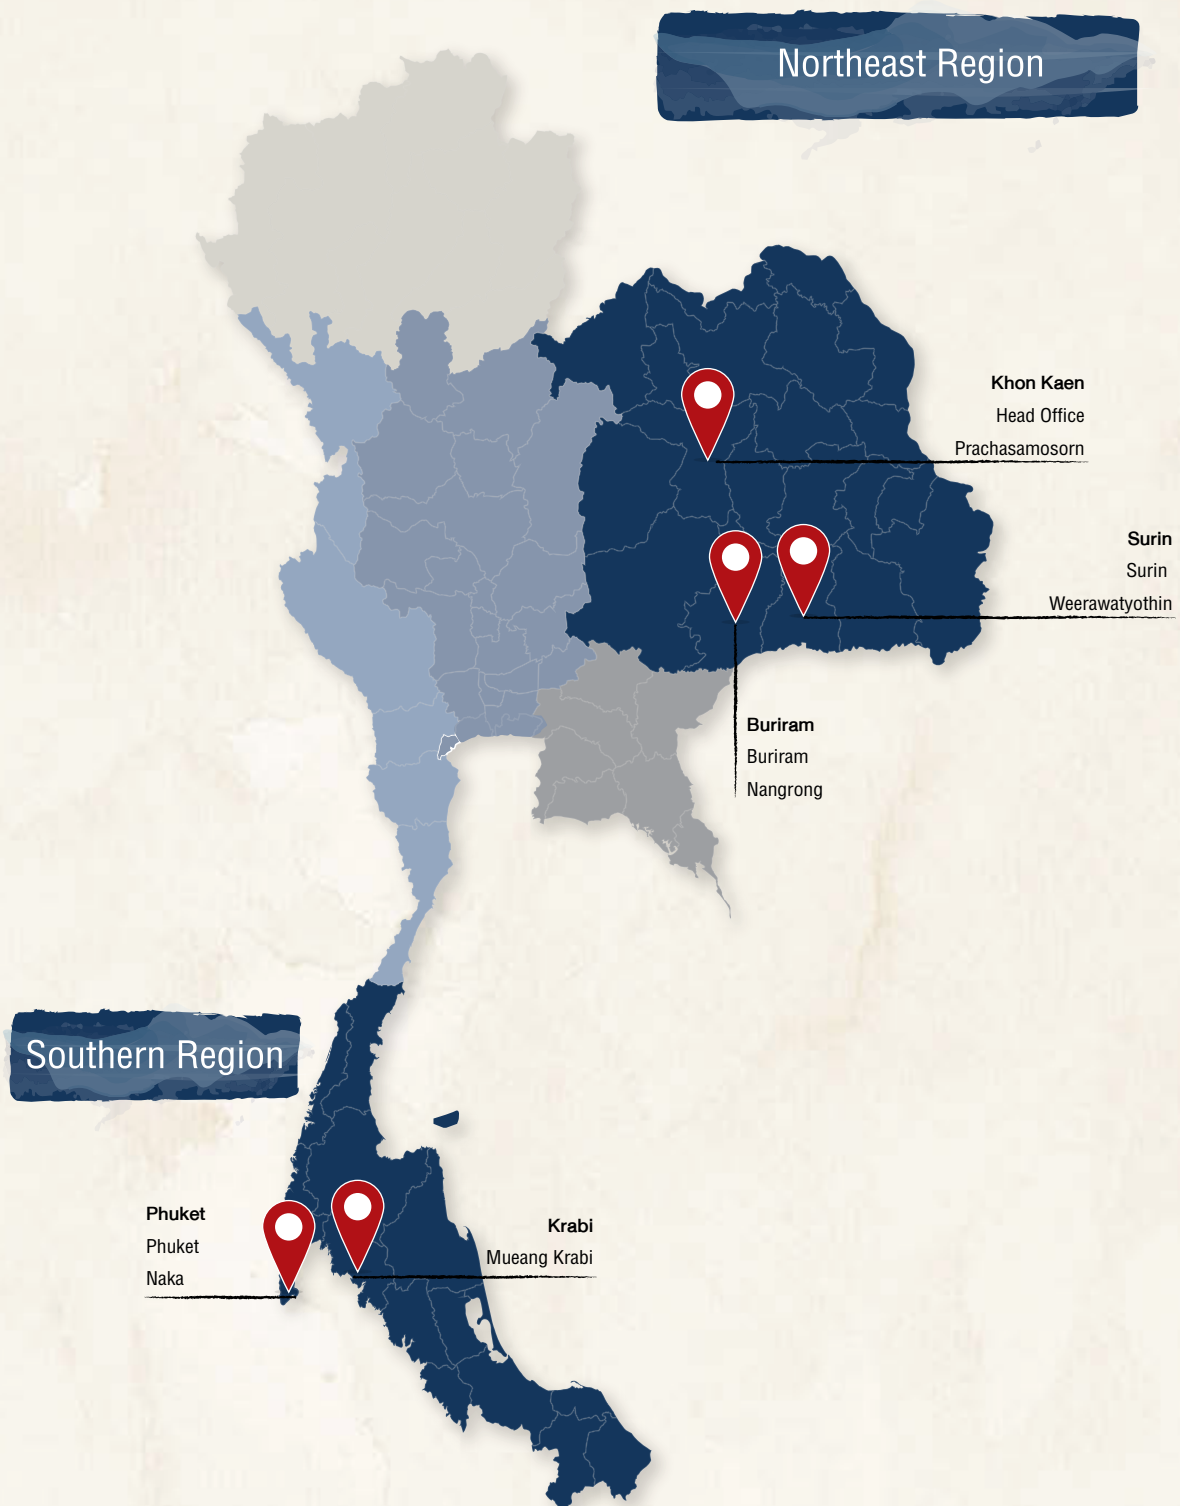 Northeast Region
Khon Kaen
Head Office
Prachasamosorn
Surin
Surin
Weerawatyothin
Buriram
Buriram
Nangrong
Southern Region
Phuket
Phuket
Naka
Krabi
Mueang Krabi